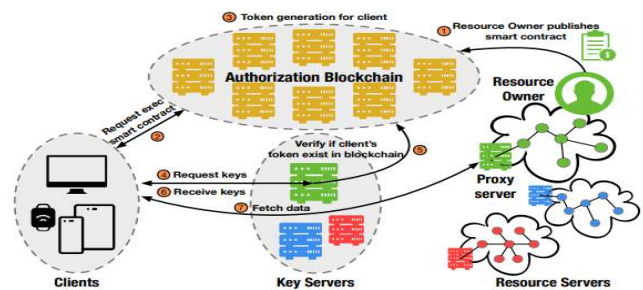 3 Token generation for client
1 Resource Owner publishes
smart contract
$
Authorization Blockchain
Resource
Owner
Request exec
smart contract
2
Verify if client's
token exist in blockchain
5
4 Request keys
6 Receive keys
7 Fetch data
Proxy
server
Clients
Key Servers
Resource Servers